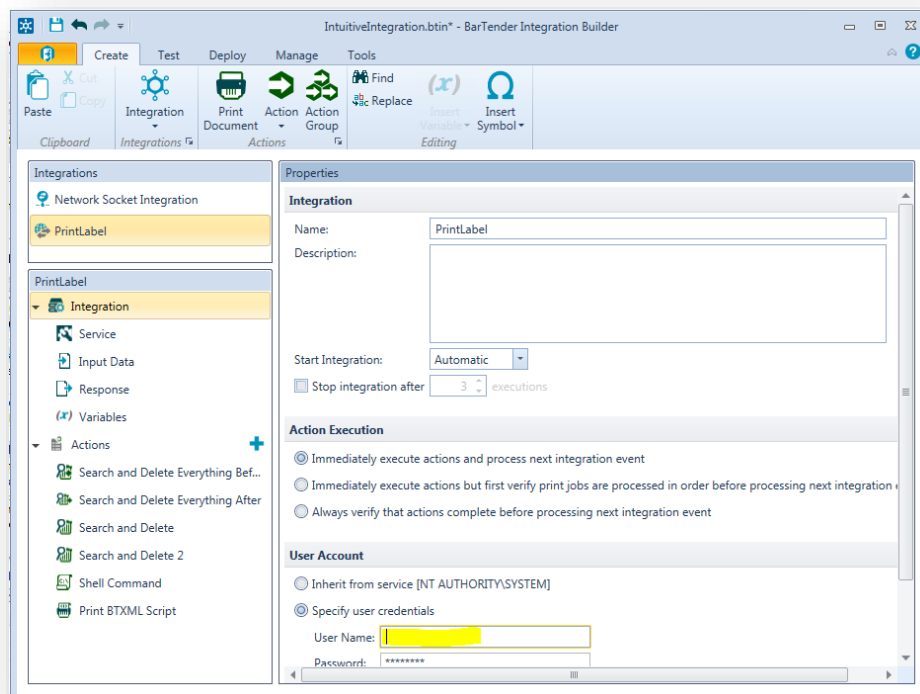 IntuitiveIntegration.btin* - BarTender Integration Builder
Create Test Deploy Manage Tools
Paste
Cut
Copy
Integration
Print Document
Action
Action Group
Find
Replace
Insert Variable
Insert Symbol
Clipboard Integrations Actions Editing
Integrations
Network Socket Integration
PrintLabel
PrintLabel
Integration
Service
Input Data
Response
(x) Variables
Actions
Search and Delete Everything Bef...
Search and Delete Everything After
Search and Delete
Search and Delete 2
Shell Command
Print BTXML Script
Properties
Integration
Name: PrintLabel
Description:
Start Integration: Automatic
Stop integration after 3 executions
Action Execution
Immediately execute actions and process next integration event
Immediately execute actions but first verify print jobs are processed in order before processing next integration
Always verify that actions complete before processing next integration event
User Account
Inherit from service [NT AUTHORITY\SYSTEM]
Specify user credentials
User Name:
Password: ********